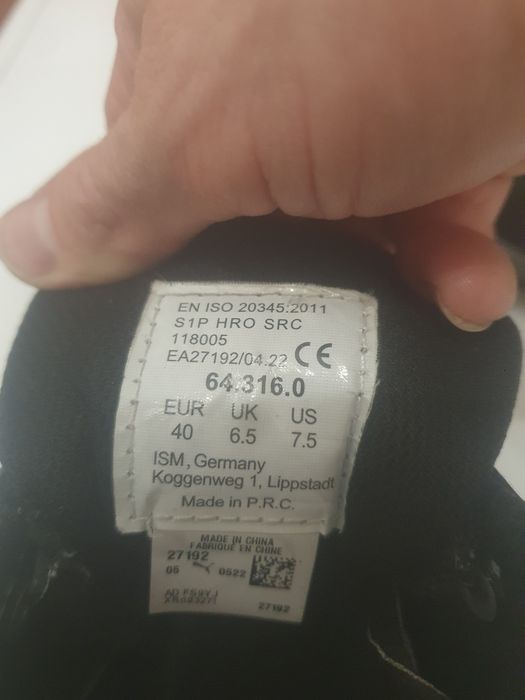 EN ISO 20345:2011
S1P HRO SRC
118005
EA27192/04.22 CE
64.316.0
EUR UK US
40 6.5 7.5
ISM, Germany
Koggenweg 1, Lippstadt
Made in P.R.C.
MADE IN CHINA
FABRIQUÉ EN CHINE
27192
05 0522
27192